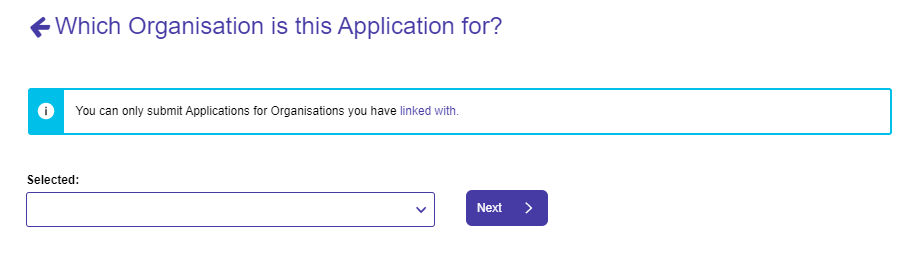 Which Organisation is this Application for?
You can only submit Applications for Organisations you have linked with.
Selected:
Next